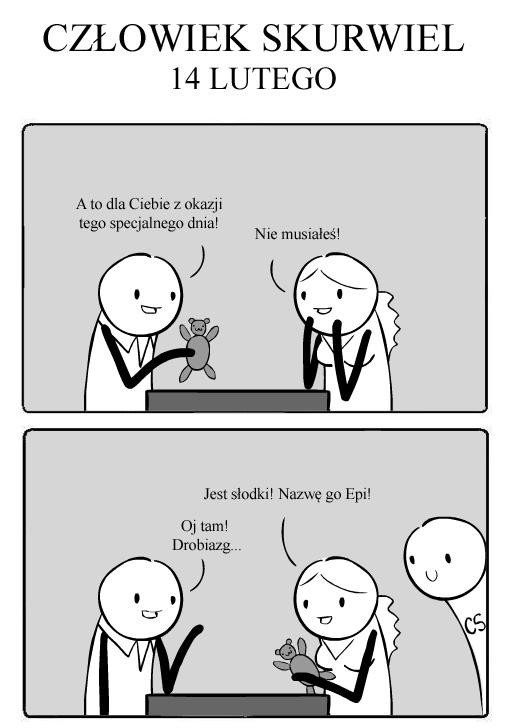 CZŁOWIEK SKURWIEL
14 LUTEGO
A to dla Ciebie z okazji
tego specjalnego dnia!
Nie musiałeś!
Jest słodki! Nazwę go Epi!
Oj tam!
Drobiazg...
CS